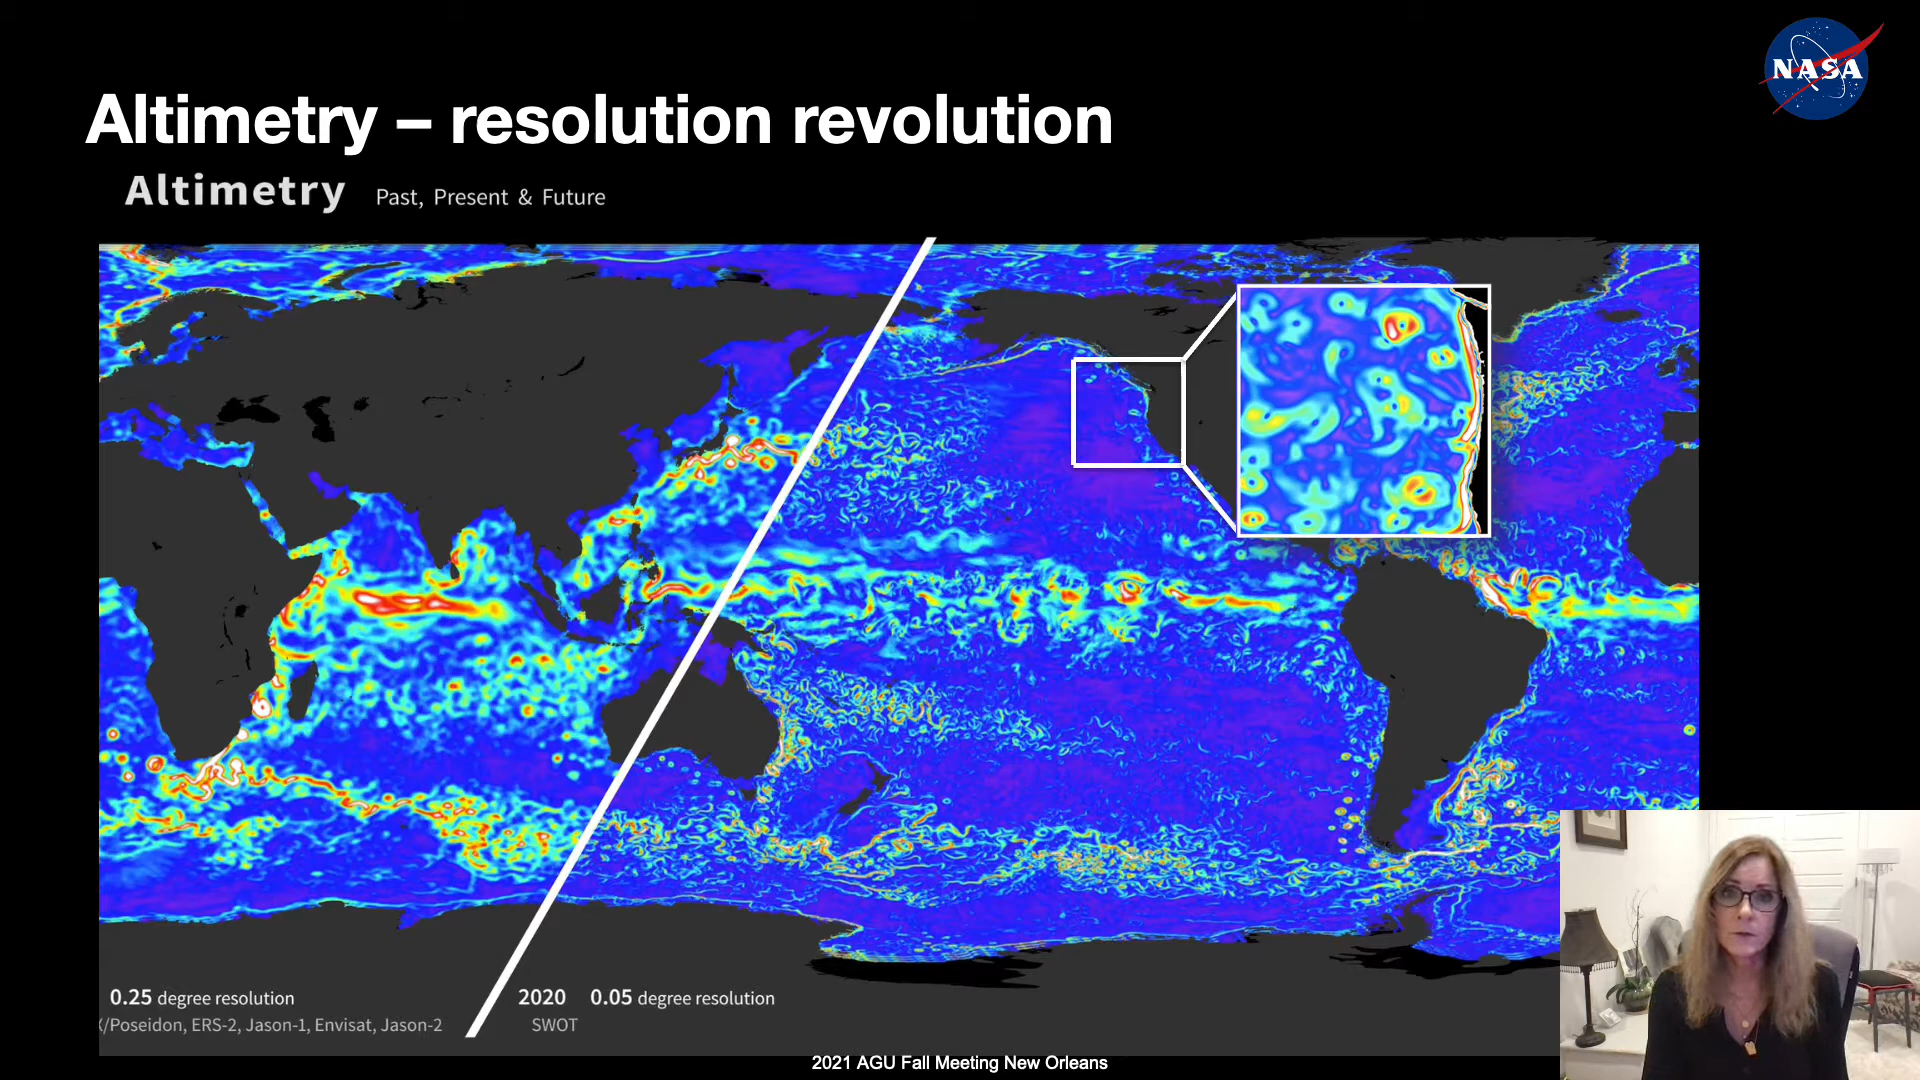 NASA
Altimetry – resolution revolution
Altimetry Past, Present & Future
0.25 degree resolution
/Poseidon, ERS-2, Jason-1, Envisat, Jason-2
2020 0.05 degree resolution
SWOT
2021 AGU Fall Meeting New Orleans